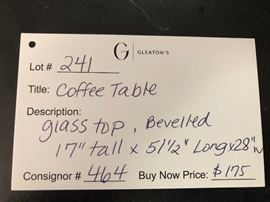 G | GLEATON'S
Lot # 241
Title: Coffee Table
Description:
glass top, Bevelled
17" tall x 51½" Long x 28" w
Consignor # 464 Buy Now Price: $175